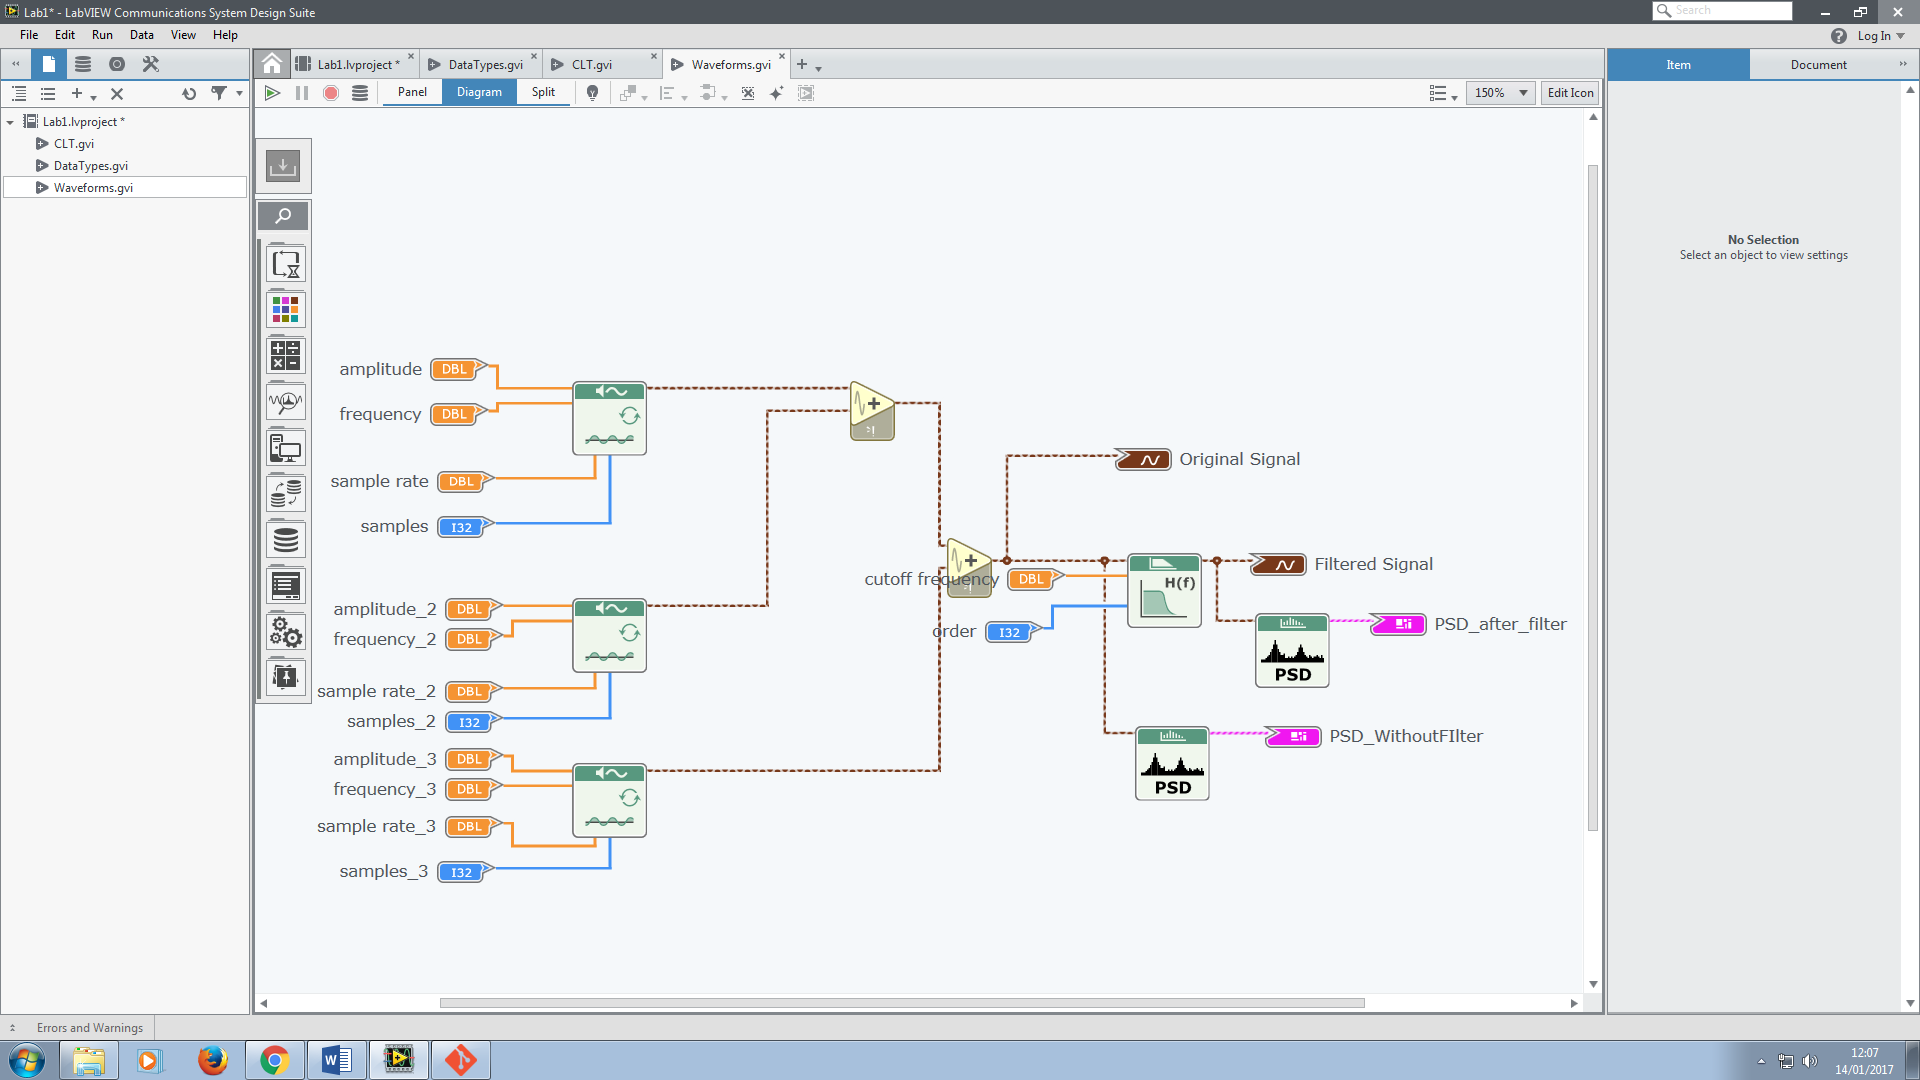 Lab1* - LabVIEW Communications System Design Suite
Search
File Edit Run Data View Help
Log In
Lab1.lvproject *
DataTypes.gvi
CLT.gvi
Waveforms.gvi
Item
Document
Panel
Diagram
Split
150%
Edit Icon
Lab1.lvproject *
CLT.gvi
DataTypes.gvi
Waveforms.gvi
No Selection
Select an object to view settings
amplitude DBL
frequency DBL
sample rate DBL
samples I32
Original Signal
cutoff frequency DBL
H(f)
Filtered Signal
order I32
amplitude_2 DBL
frequency_2 DBL
PSD_after_filter
PSD
sample rate_2 DBL
samples_2 I32
PSD_WithoutFIlter
PSD
amplitude_3 DBL
frequency_3 DBL
sample rate_3 DBL
samples_3 I32
Errors and Warnings
12:07
14/01/2017